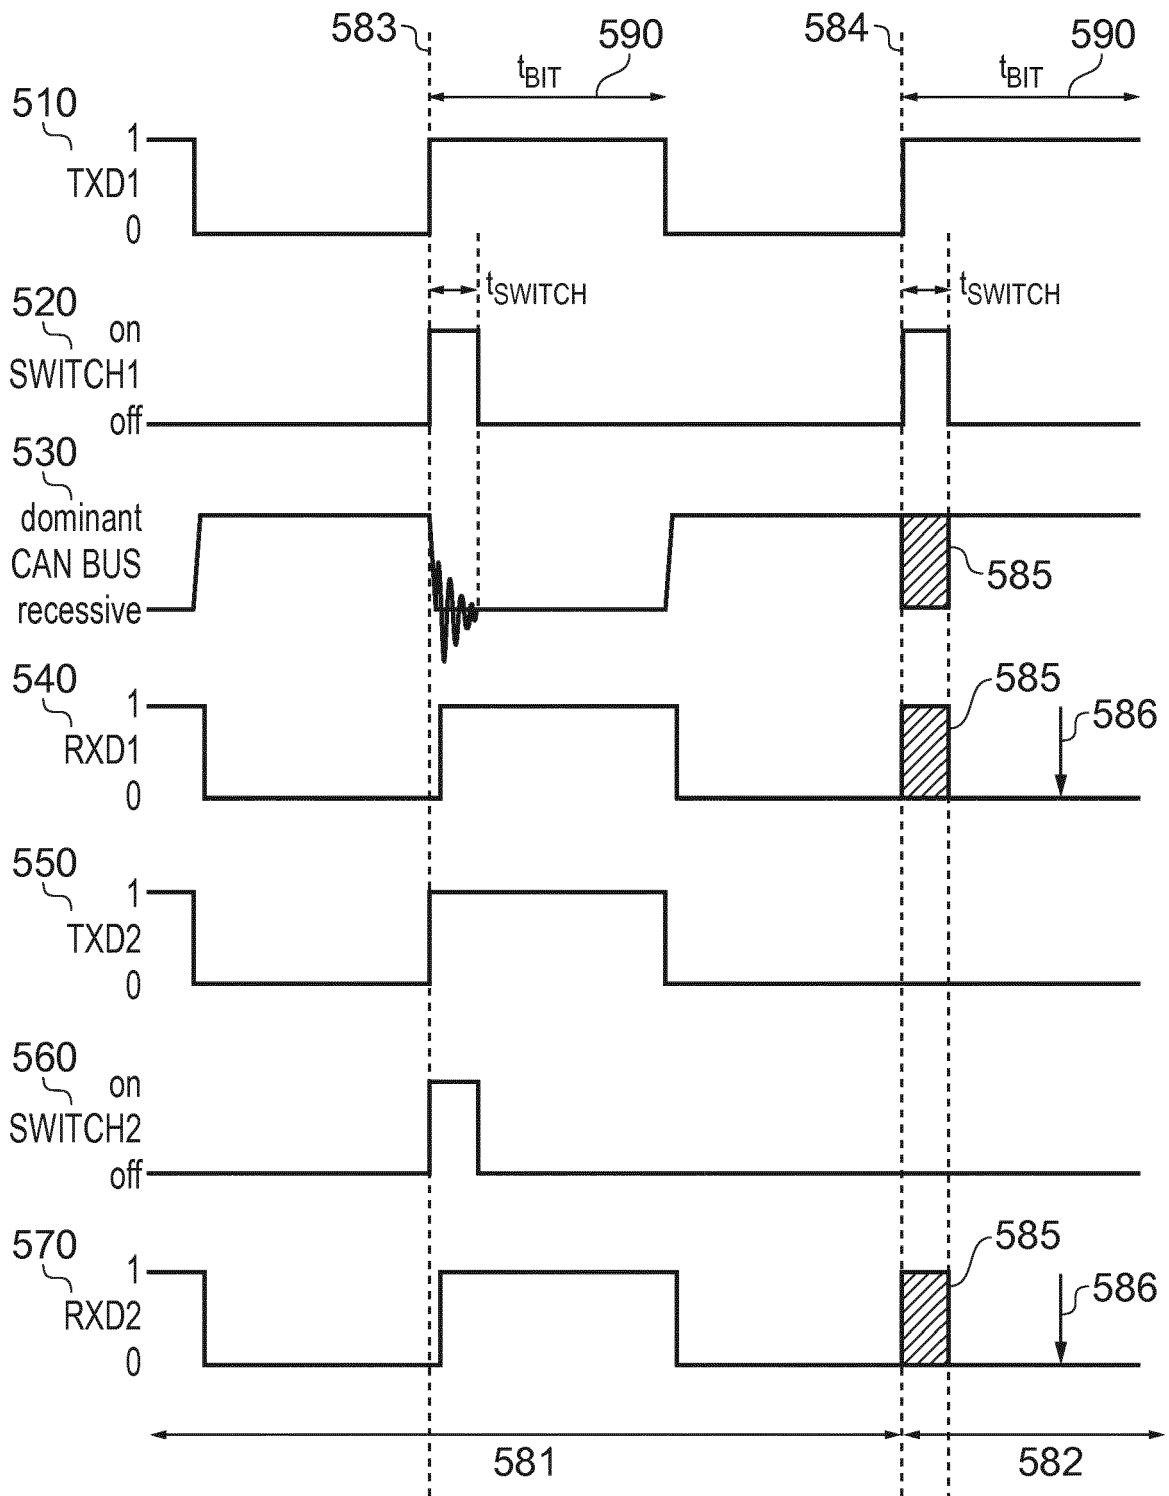 583 590 584 590
tBIT tBIT
510
1
TXD1
0
tSWITCH tSWITCH
520
on
SWITCH1
off
530
dominant
CAN BUS
585
recessive
540
585
1
586
RXD1
0
550
1
TXD2
0
560
on
SWITCH2
off
570
585
1
586
RXD2
0
581 582